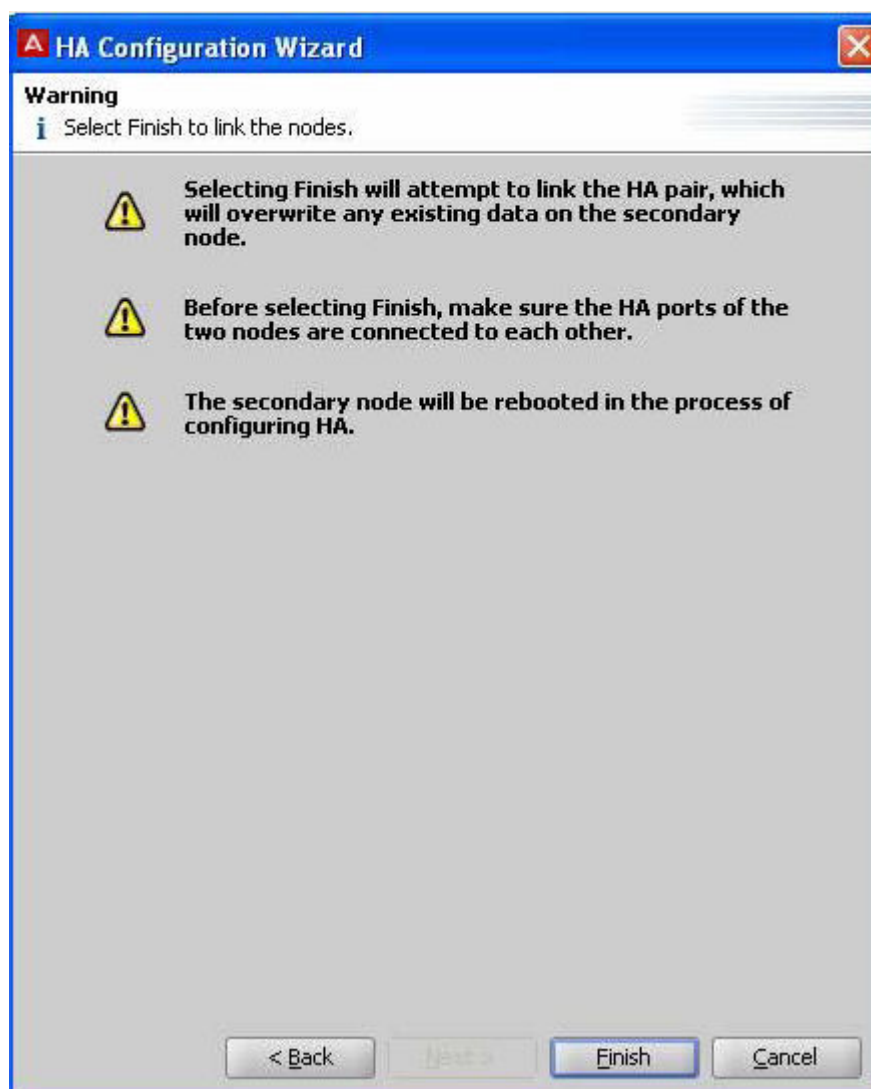 HA Configuration Wizard
Warning
Select Finish to link the nodes.
Selecting Finish will attempt to link the HA pair, which
will overwrite any existing data on the secondary
node.
Before selecting Finish, make sure the HA ports of the
two nodes are connected to each other.
The secondary node will be rebooted in the process of
configuring HA.
< Back Next > Finish Cancel